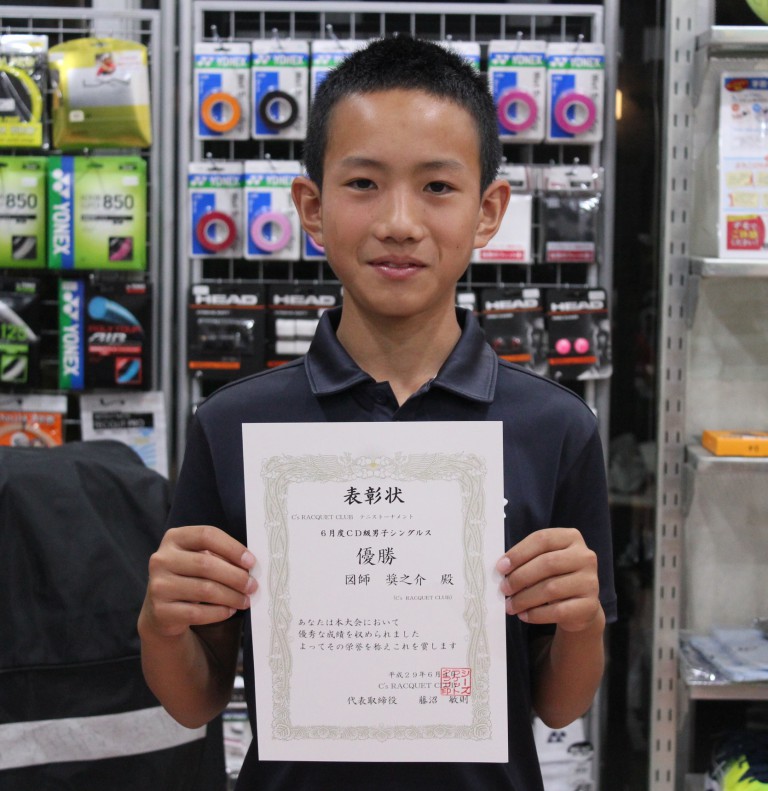 YONEX
YONEX
YONEX
YONEX
850
YONEX
850
YONEX
YONEX
HEAD
HEAD
HEAD
HEAD
YONEX
AIR
表彰状
C's RACQUET CLUB テニストーナメント
6月度CD級男子シングルス
優勝
図師 奨之介 殿
(C's RACQUET CLUB)
あなたは本大会において
優秀な成績を収められました
よってその栄誉を称えこれを賞します
平成29年6月
C's RACQUET CLUB
代表取締役 藤沼 敏則